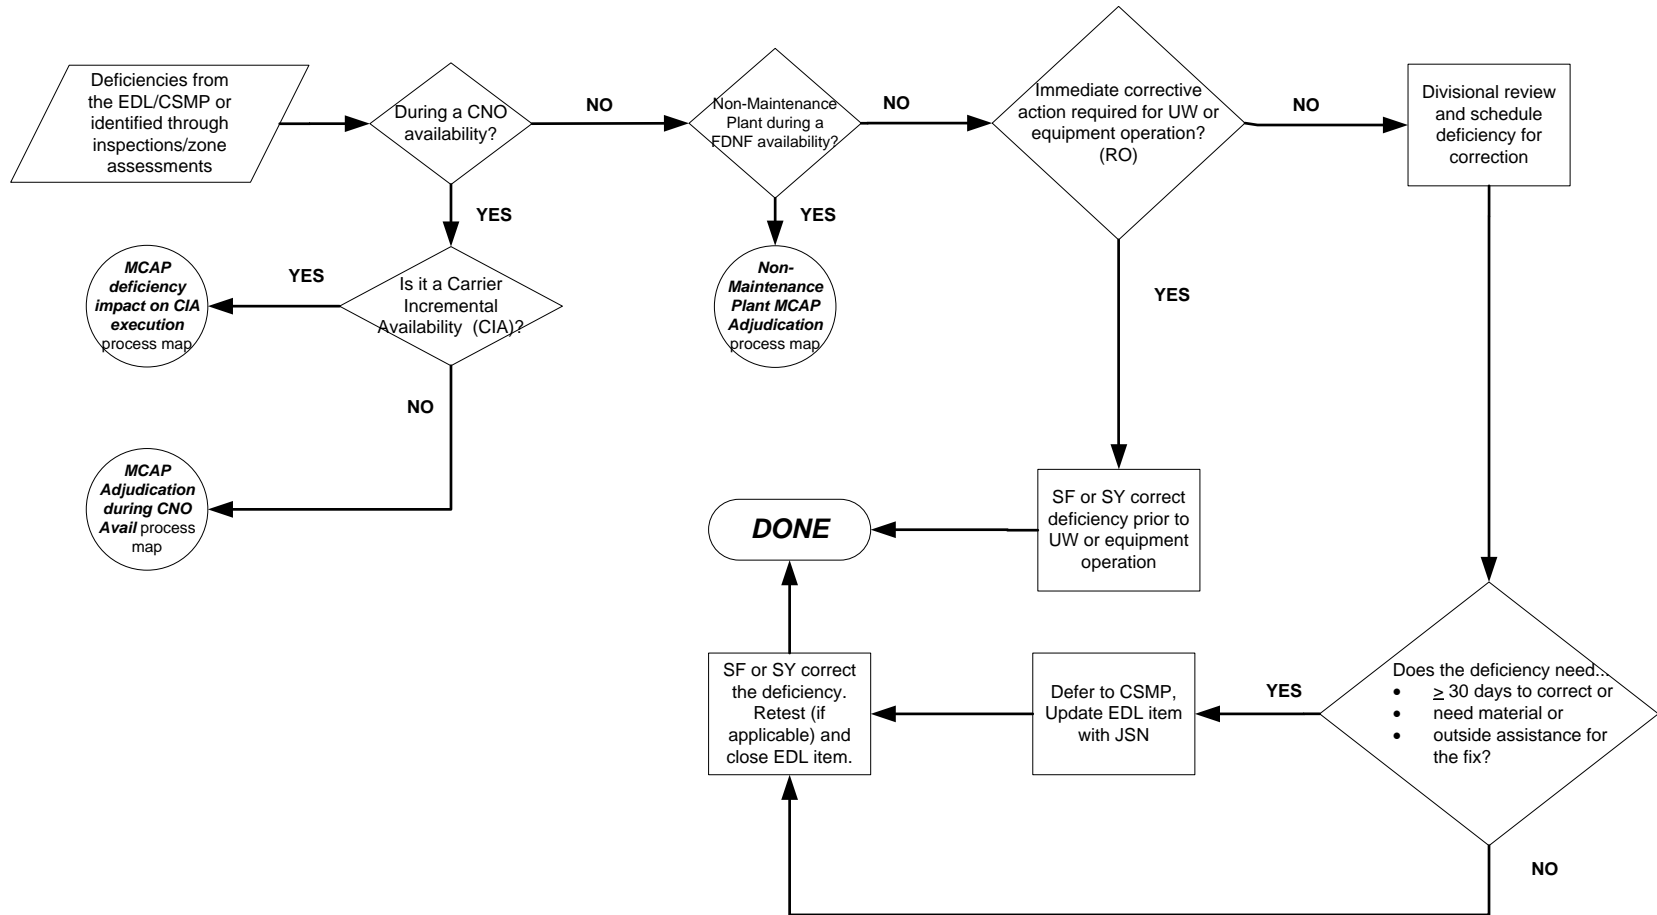 Deficiencies from
the EDL/CSMP or
identified through
inspections/zone
assessments
During a CNO
availability?
NO
Non-Maintenance
Plant during a
FDNF availability?
NO
Immediate corrective
action required for UW or
equipment operation?
(RO)
NO
Divisional review
and schedule
deficiency for
correction
YES
YES
YES
MCAP
deficiency
impact on CIA
execution
process map
YES
Is it a Carrier
Incremental
Availability (CIA)?
Non-
Maintenance
Plant MCAP
Adjudication
process map
NO
MCAP
Adjudication
during CNO
Avail process
map
DONE
SF or SY correct
deficiency prior to
UW or equipment
operation
SF or SY correct
the deficiency.
Retest (if
applicable) and
close EDL item.
Defer to CSMP,
Update EDL item
with JSN
YES
Does the deficiency need...
• ≥ 30 days to correct or
• need material or
• outside assistance for
the fix?
NO